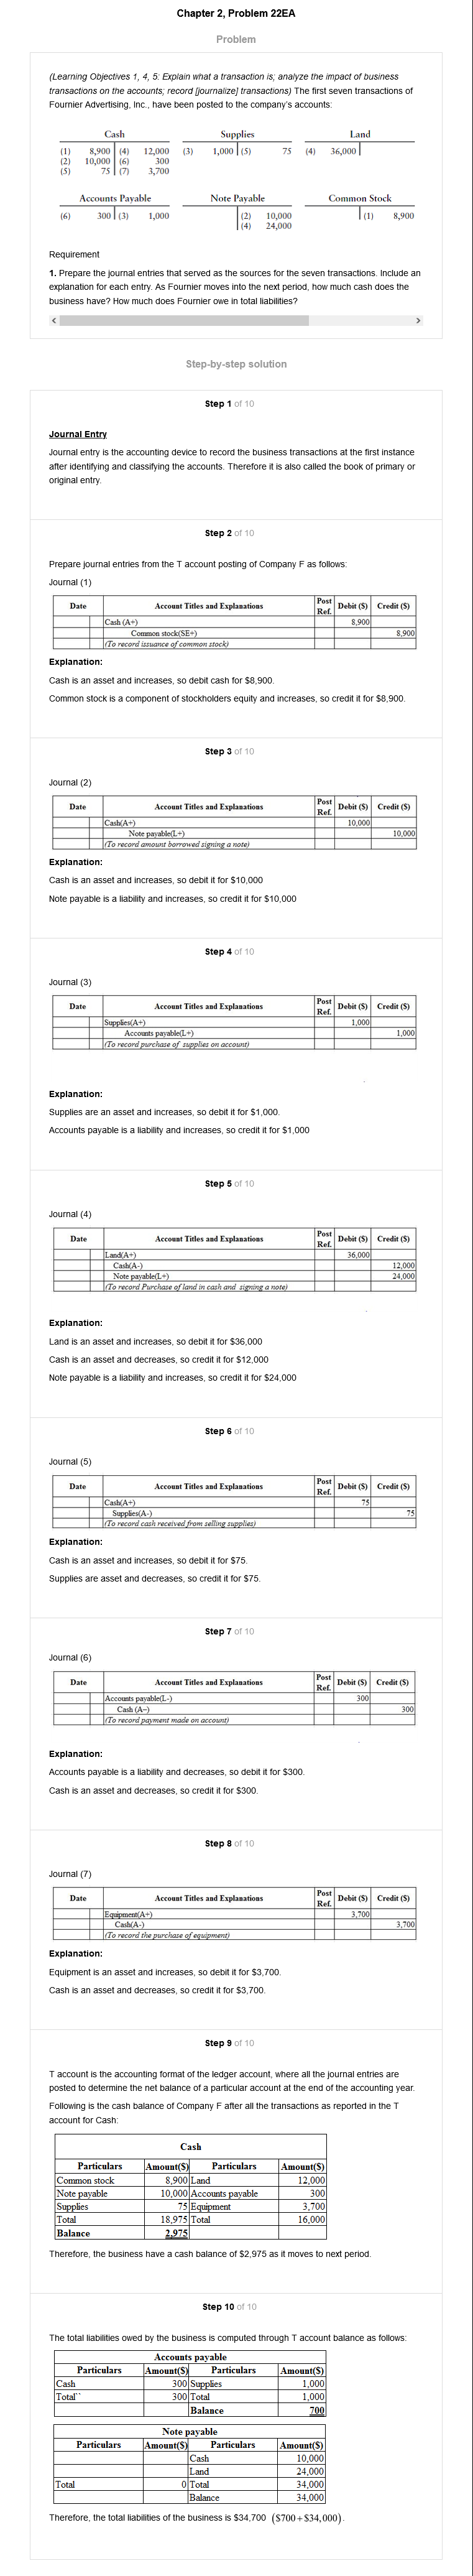 Chapter 2, Problem 22EA
Problem
(Learning Objectives 1, 4, 5: Explain what a transaction is; analyze the impact of business
transactions on the accounts; record [journalize] transactions) The first seven transactions of
Fournier Advertising, Inc., have been posted to the company's accounts:
Cash Supplies Land
(1) 8,900 (4) 12,000 (3) 1,000 (5) 75 (4) 36,000
(2) 10,000 (6) 300
(5) 75 (7) 3,700
Accounts Payable Note Payable Common Stock
(6) 300 (3) 1,000 (2) 10,000 (1) 8,900
(4) 24,000
Requirement
1. Prepare the journal entries that served as the sources for the seven transactions. Include an
explanation for each entry. As Fournier moves into the next period, how much cash does the
business have? How much does Fournier owe in total liabilities?
Step-by-step solution
Step 1 of 10
Journal Entry
Journal entry is the accounting device to record the business transactions at the first instance
after identifying and classifying the accounts. Therefore it is also called the book of primary or
original entry.
Step 2 of 10
Prepare journal entries from the T account posting of Company F as follows:
Journal (1)
Date Account Titles and Explanations Post Ref. Debit ($) Credit ($)
Cash (A+) 8,900
Common stock(SE+) 8,900
(To record issuance of common stock)
Explanation:
Cash is an asset and increases, so debit cash for $8,900.
Common stock is a component of stockholders equity and increases, so credit it for $8,900.
Step 3 of 10
Journal (2)
Date Account Titles and Explanations Post Ref. Debit ($) Credit ($)
Cash(A+) 10,000
Note payable(L+) 10,000
(To record amount borrowed signing a note)
Explanation:
Cash is an asset and increases, so debit it for $10,000
Note payable is a liability and increases, so credit it for $10,000
Step 4 of 10
Journal (3)
Date Account Titles and Explanations Post Ref. Debit ($) Credit ($)
Supplies(A+) 1,000
Accounts payable(L+) 1,000
(To record purchase of supplies on account)
Explanation:
Supplies are an asset and increases, so debit it for $1,000.
Accounts payable is a liability and increases, so credit it for $1,000
Step 5 of 10
Journal (4)
Date Account Titles and Explanations Post Ref. Debit ($) Credit ($)
Land(A+) 36,000
Cash(A-) 12,000
Note payable(L+) 24,000
(To record Purchase of land in cash and signing a note)
Explanation:
Land is an asset and increases, so debit it for $36,000
Cash is an asset and decreases, so credit it for $12,000
Note payable is a liability and increases, so credit it for $24,000
Step 6 of 10
Journal (5)
Date Account Titles and Explanations Post Ref. Debit ($) Credit ($)
Cash(A+) 75
Supplies(A-) 75
(To record cash received from selling supplies)
Explanation:
Cash is an asset and increases, so debit it for $75.
Supplies are asset and decreases, so credit it for $75.
Step 7 of 10
Journal (6)
Date Account Titles and Explanations Post Ref. Debit ($) Credit ($)
Accounts payable(L-) 300
Cash (A-) 300
(To record payment made on account)
Explanation:
Accounts payable is a liability and decreases, so debit it for $300.
Cash is an asset and decreases, so credit it for $300.
Step 8 of 10
Journal (7)
Date Account Titles and Explanations Post Ref. Debit ($) Credit ($)
Equipment(A+) 3,700
Cash(A-) 3,700
(To record the purchase of equipment)
Explanation:
Equipment is an asset and increases, so debit it for $3,700.
Cash is an asset and decreases, so credit it for $3,700.
Step 9 of 10
T account is the accounting format of the ledger account, where all the journal entries are
posted to determine the net balance of a particular account at the end of the accounting year.
Following is the cash balance of Company F after all the transactions as reported in the T
account for Cash:
Cash
Particulars Amount($) Particulars Amount($)
Common stock 8,900 Land 12,000
Note payable 10,000 Accounts payable 300
Supplies 75 Equipment 3,700
Total 18,975 Total 16,000
Balance 2,975
Therefore, the business have a cash balance of $2,975 as it moves to next period.
Step 10 of 10
The total liabilities owed by the business is computed through T account balance as follows:
Accounts payable
Particulars Amount($) Particulars Amount($)
Cash 300 Supplies 1,000
Total`` 300 Total 1,000
Balance 700
Note payable
Particulars Amount($) Particulars Amount($)
Cash 10,000
Land 24,000
Total 0 Total 34,000
Balance 34,000
Therefore, the total liabilities of the business is $34,700 ($700+$34,000).